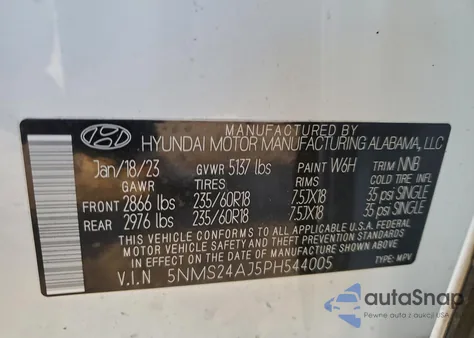 MANUFACTURED BY
HYUNDAI MOTOR MANUFACTURING ALABAMA, LLC
Jan/18/23 GVWR 5137 lbs PAINT W6H TRIM NNB
GAWR TIRES RIMS COLD TIRE INFL
FRONT 2866 lbs 235/60R18 7.5JX18 35 psi SINGLE
REAR 2976 lbs 235/60R18 7.5JX18 35 psi SINGLE
THIS VEHICLE CONFORMS TO ALL APPLICABLE U.S.A. FEDERAL
MOTOR VEHICLE SAFETY STANDARDS IN EFFECT ON
THE DATE OF MANUFACTURE SHOWN ABOVE.
V.I.N 5NMS24AJ5PH544005 TYPE: MPV
autoSnap
Pewne auta z USA